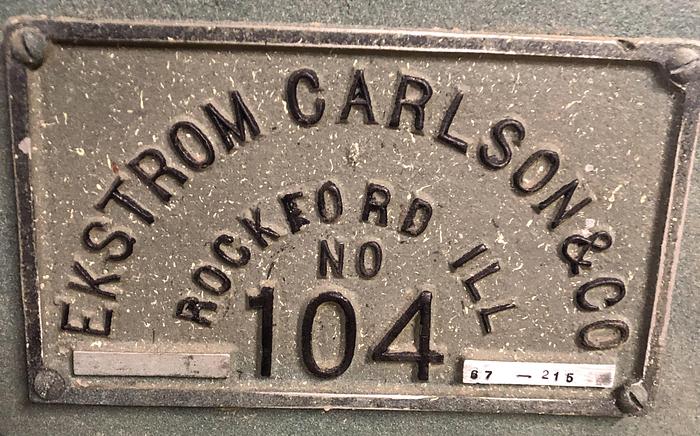 EKSTROM CARLSON & CO
ROCKFORD ILL
NO
104
67 — 215